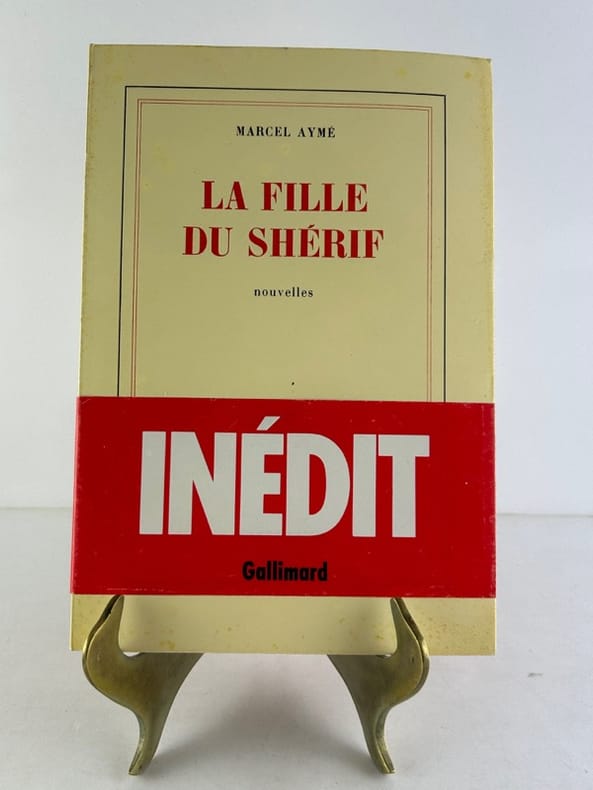 MARCEL AYMÉ
LA FILLE
DU SHÉRIF
nouvelles
INÉDIT
Gallimard